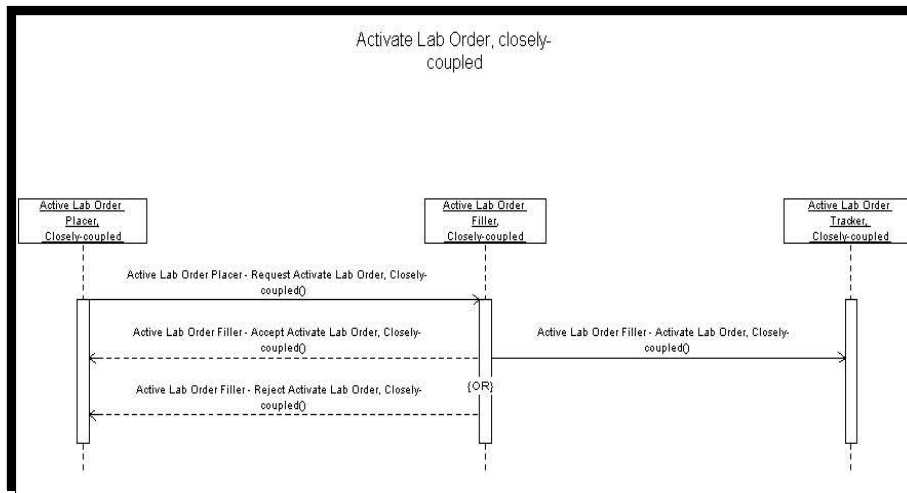 Activate Lab Order, closely-
coupled
Active Lab Order
Placer,
Closely-coupled
Active Lab Order
Filler,
Closely-coupled
Active Lab Order
Tracker,
Closely-coupled
Active Lab Order Placer - Request Activate Lab Order, Closely-
coupled()
Active Lab Order Filler - Accept Activate Lab Order, Closely-
coupled()
Active Lab Order Filler - Activate Lab Order, Closely-
coupled()
{OR}
Active Lab Order Filler - Reject Activate Lab Order, Closely-
coupled()